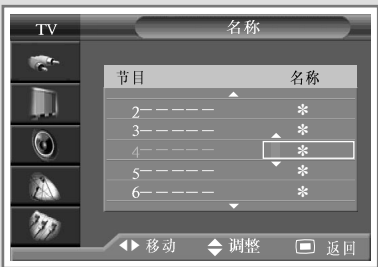 TV 名称
节目 名称
2----- *
3----- *
4----- *
5----- *
6----- *
移动 调整 返回